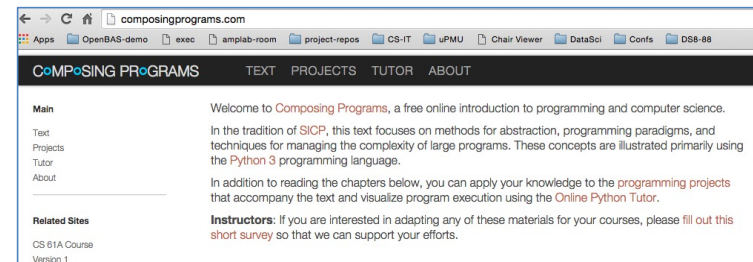 composingprograms.com
Apps OpenBAS-demo exec amplab-room project-repos CS-IT uPMU Chair Viewer DataSci Confs DS8-88
COMPOSING PROGRAMS TEXT PROJECTS TUTOR ABOUT
Main
Text
Projects
Tutor
About
Related Sites
CS 61A Course
Version 1
Welcome to Composing Programs, a free online introduction to programming and computer science.
In the tradition of SICP, this text focuses on methods for abstraction, programming paradigms, and
techniques for managing the complexity of large programs. These concepts are illustrated primarily using
the Python 3 programming language.
In addition to reading the chapters below, you can apply your knowledge to the programming projects
that accompany the text and visualize program execution using the Online Python Tutor.
Instructors: If you are interested in adapting any of these materials for your courses, please fill out this
short survey so that we can support your efforts.